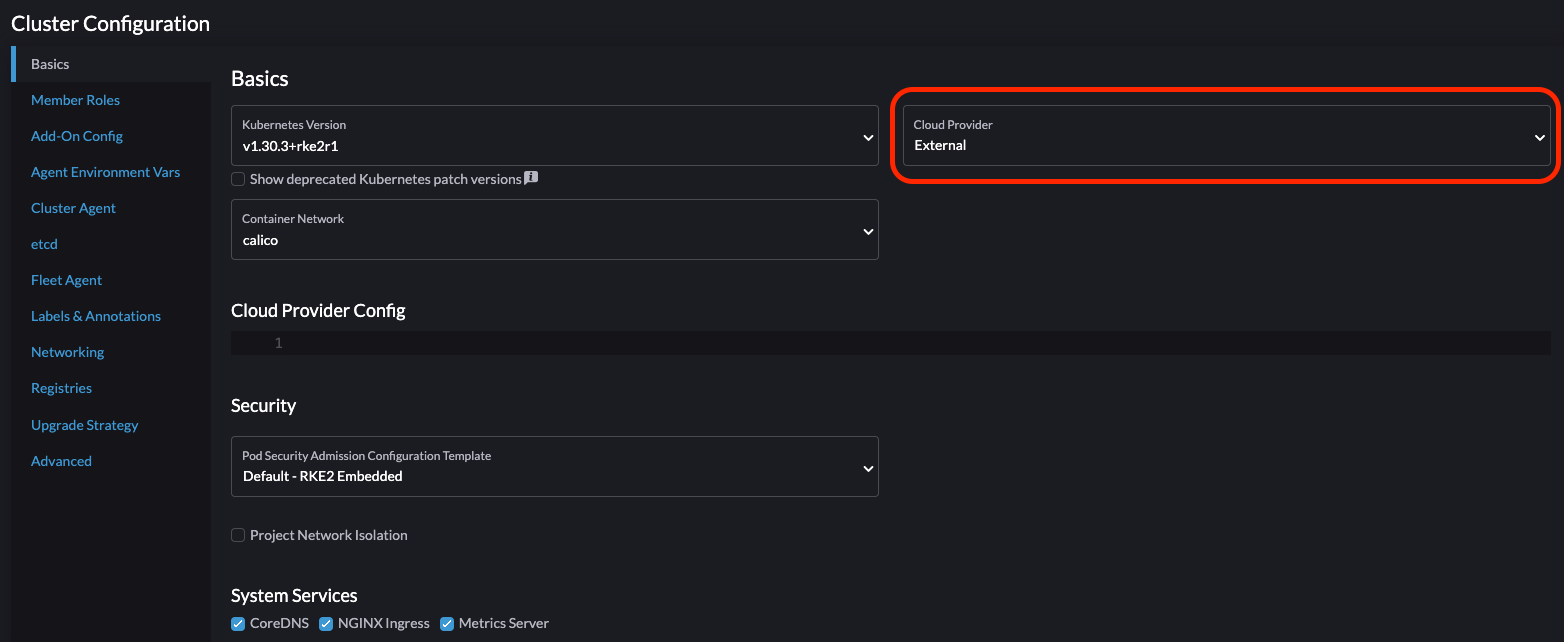 Cluster Configuration
Basics
Member Roles
Add-On Config
Agent Environment Vars
Cluster Agent
etcd
Fleet Agent
Labels & Annotations
Networking
Registries
Upgrade Strategy
Advanced
Basics
Kubernetes Version
v1.30.3+rke2r1
Cloud Provider
External
Show deprecated Kubernetes patch versions
Container Network
calico
Cloud Provider Config
1
Security
Pod Security Admission Configuration Template
Default - RKE2 Embedded
Project Network Isolation
System Services
CoreDNS NGINX Ingress Metrics Server